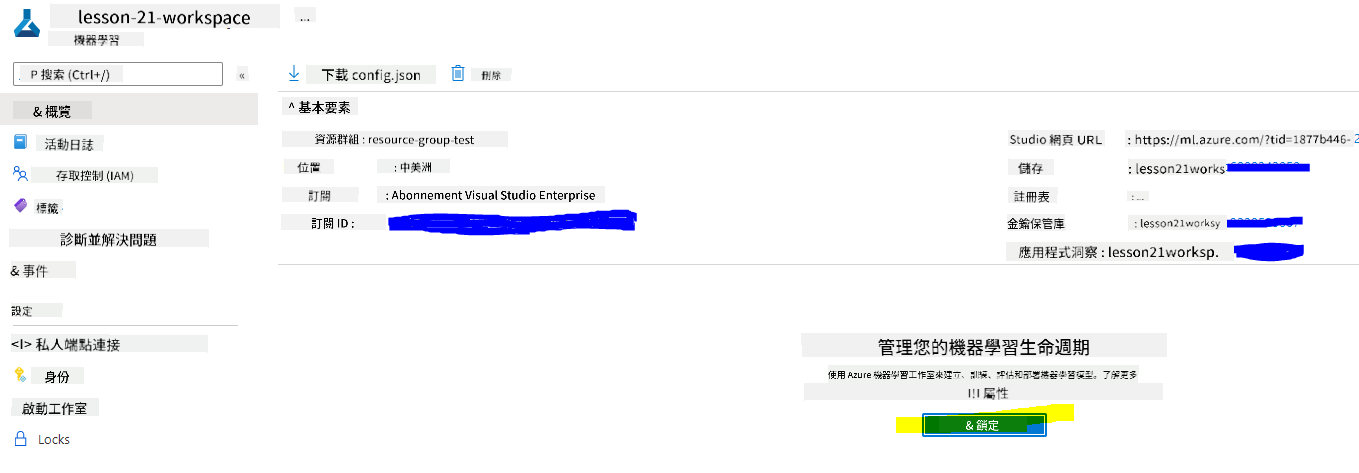 lesson-21-workspace
...
機器學習
P 搜索 (Ctrl+/)
«
下載 config.json
刪除
& 概覽
^ 基本要素
活動日誌
資源群組 : resource-group-test
Studio 網頁 URL : https://ml.azure.com/?tid=1877b446-2
存取控制 (IAM)
位置 : 中美洲
儲存 : lesson21works
標籤
訂閱 : Abonnement Visual Studio Enterprise
註冊表 : ...
訂閱 ID :
金鑰保管庫 : lesson21worksy
診斷並解決問題
應用程式洞察 : lesson21worksp.
& 事件
設定
<I> 私人端點連接
管理您的機器學習生命週期
身份
使用 Azure 機器學習工作室來建立、訓練、評估和部署機器學習模型。了解更多
I!I 屬性
啟動工作室
& 鎖定
Locks